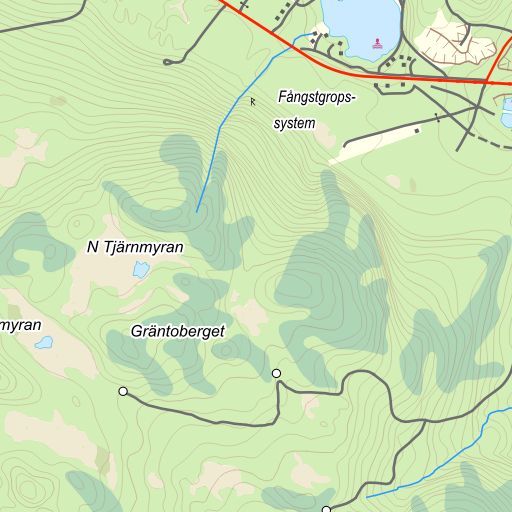 Fångstgrops-
system
N Tjärnmyran
myran
Gräntoberget